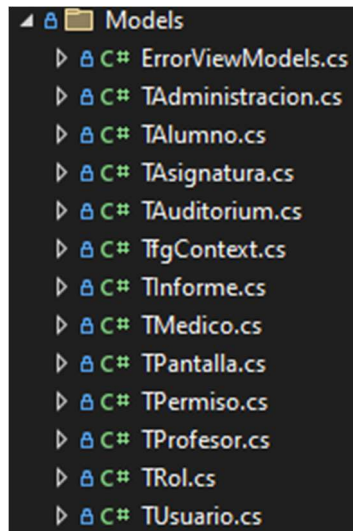 Models
C# ErrorViewModels.cs
C# TAdministracion.cs
C# TAlumno.cs
C# TAsignatura.cs
C# TAuditorium.cs
C# TfgContext.cs
C# TInforme.cs
C# TMedico.cs
C# TPantalla.cs
C# TPermiso.cs
C# TProfesor.cs
C# TRol.cs
C# TUsuario.cs